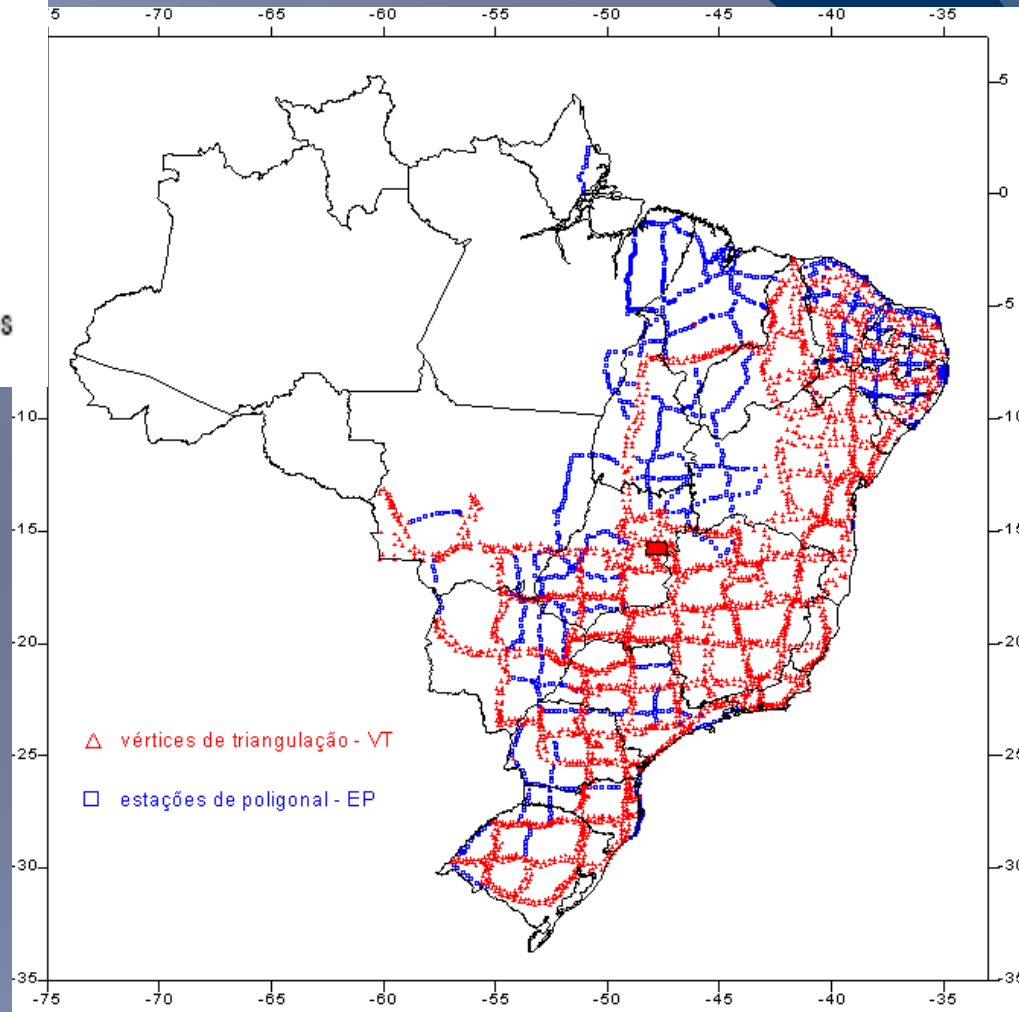 5 -70 -65 -60 -55 -50 -45 -40 -35
5
0
s
-5
-10 -10
-15 -15
-20 -20
△ vértices de triangulação - VT
-25 -25
□ estações de poligonal - EP
-30 -30
-35 -35
-75 -70 -65 -60 -55 -50 -45 -40 -35